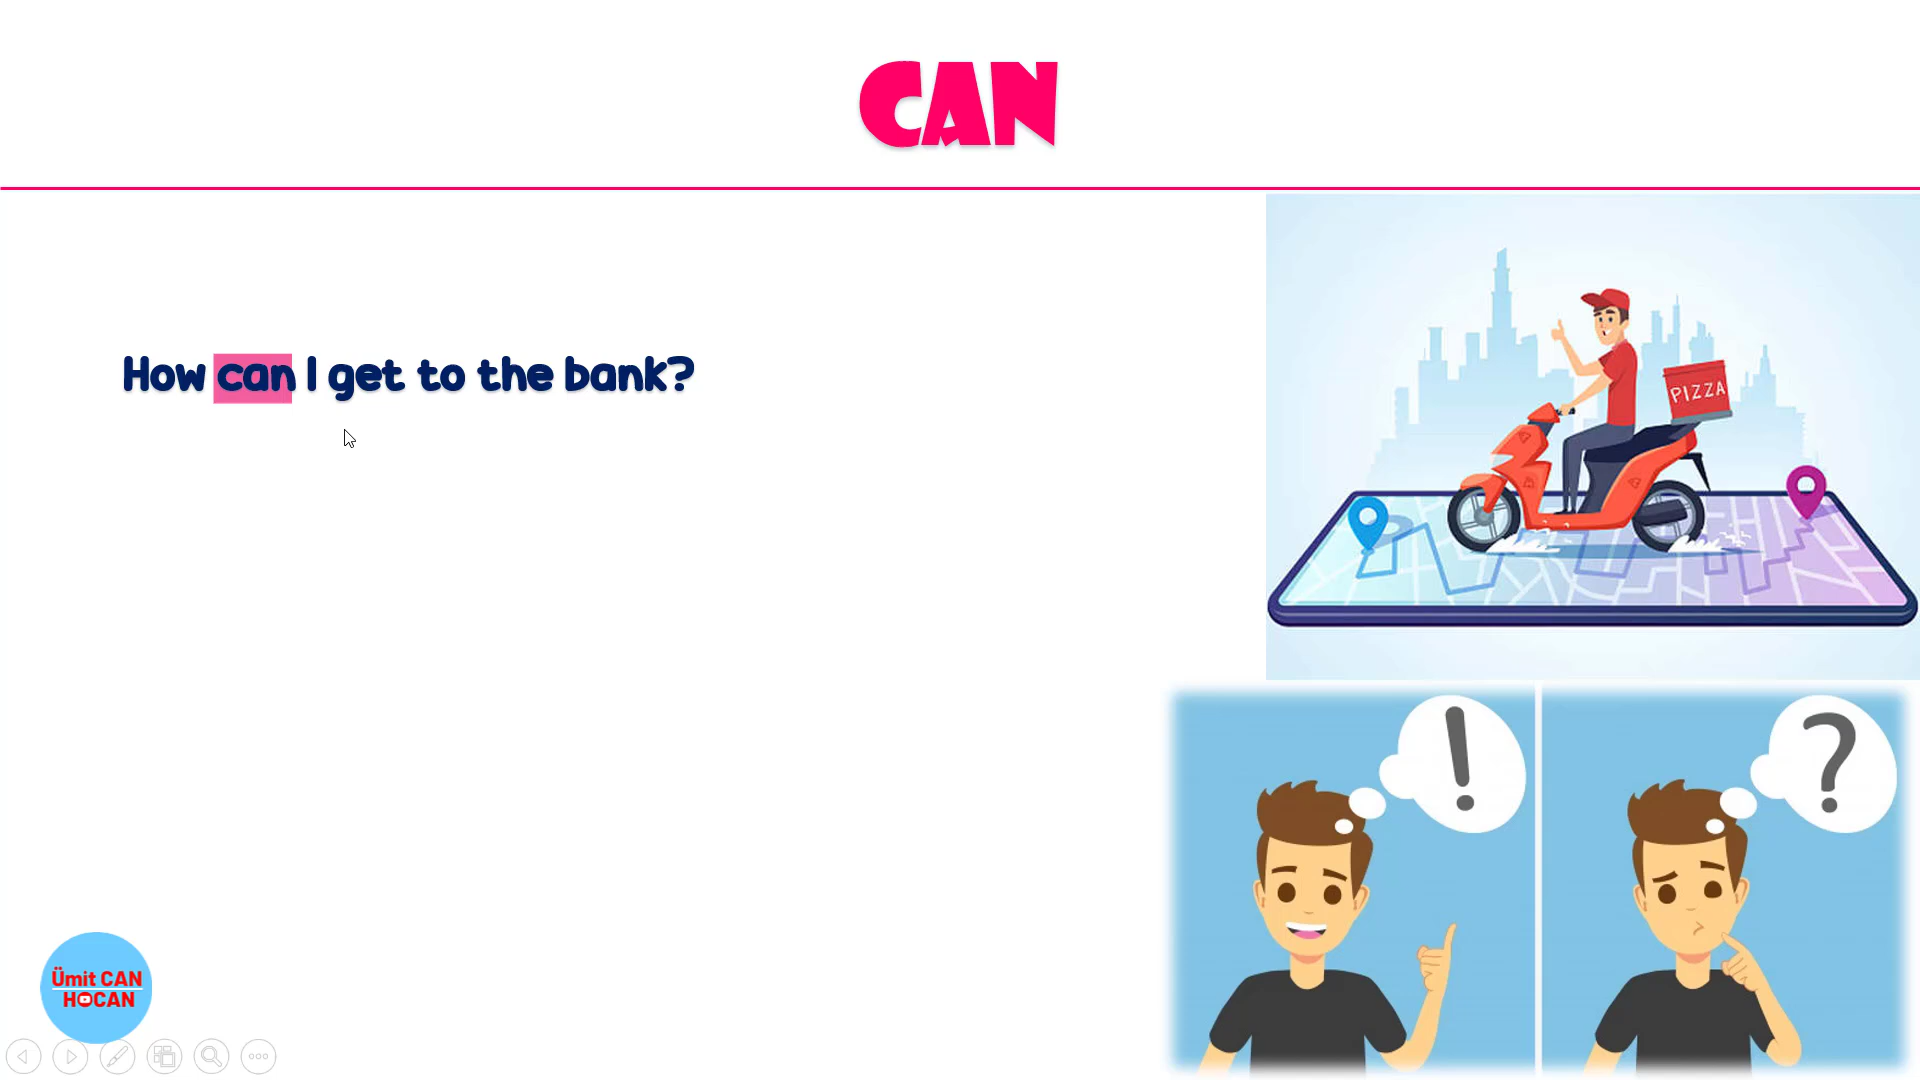 CAN
How can I get to the bank?
PIZZA
!
?
Ümit CAN
HOCAN